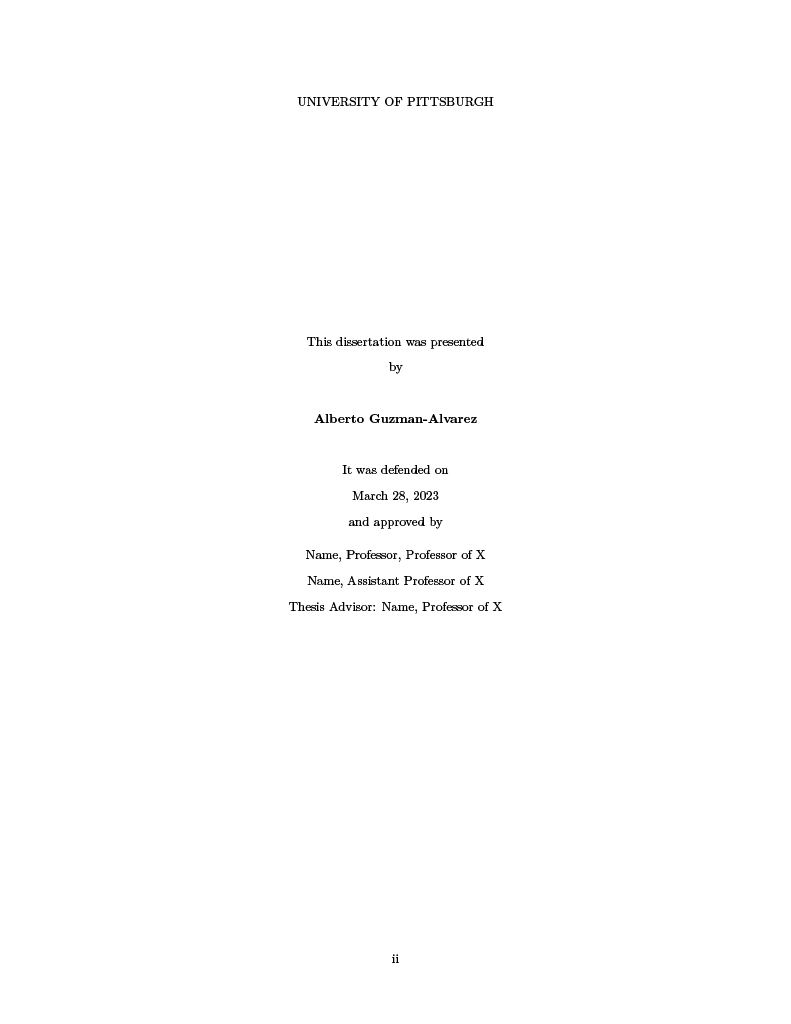 UNIVERSITY OF PITTSBURGH
This dissertation was presented
by
Alberto Guzman-Alvarez
It was defended on
March 28, 2023
and approved by
Name, Professor, Professor of X
Name, Assistant Professor of X
Thesis Advisor: Name, Professor of X
ii